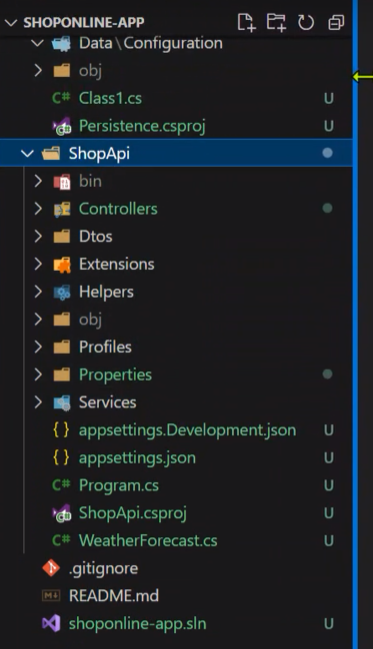 SHOPONLINE-APP
Data\Configuration
obj
C# Class1.cs U
Persistence.csproj U
ShopApi
bin
Controllers
Dtos
Extensions
Helpers
obj
Profiles
Properties
Services
{ } appsettings.Development.json U
{ } appsettings.json U
C# Program.cs U
ShopApi.csproj U
C# WeatherForecast.cs U
.gitignore
M README.md
shoponline-app.sln U